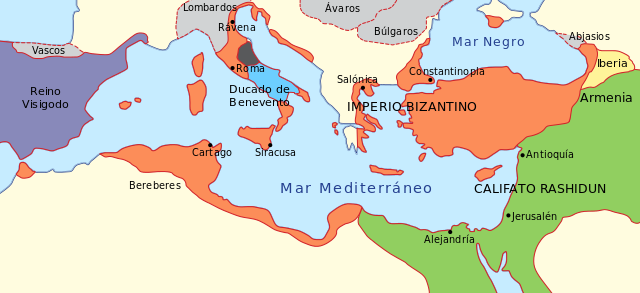 Lombardos
Ávaros
Ravena
Búlgaros
Abjasios
Mar Negro
Vascos
Iberia
Roma
Salónica
Constantinopla
Reino
Visigodo
Ducado de
Benevento
IMPERIO BIZANTINO
Armenia
Cartago
Siracusa
Antioquía
Bereberes
Mar Mediterráneo
CALIFATO RASHIDUN
Jerusalén
Alejandría